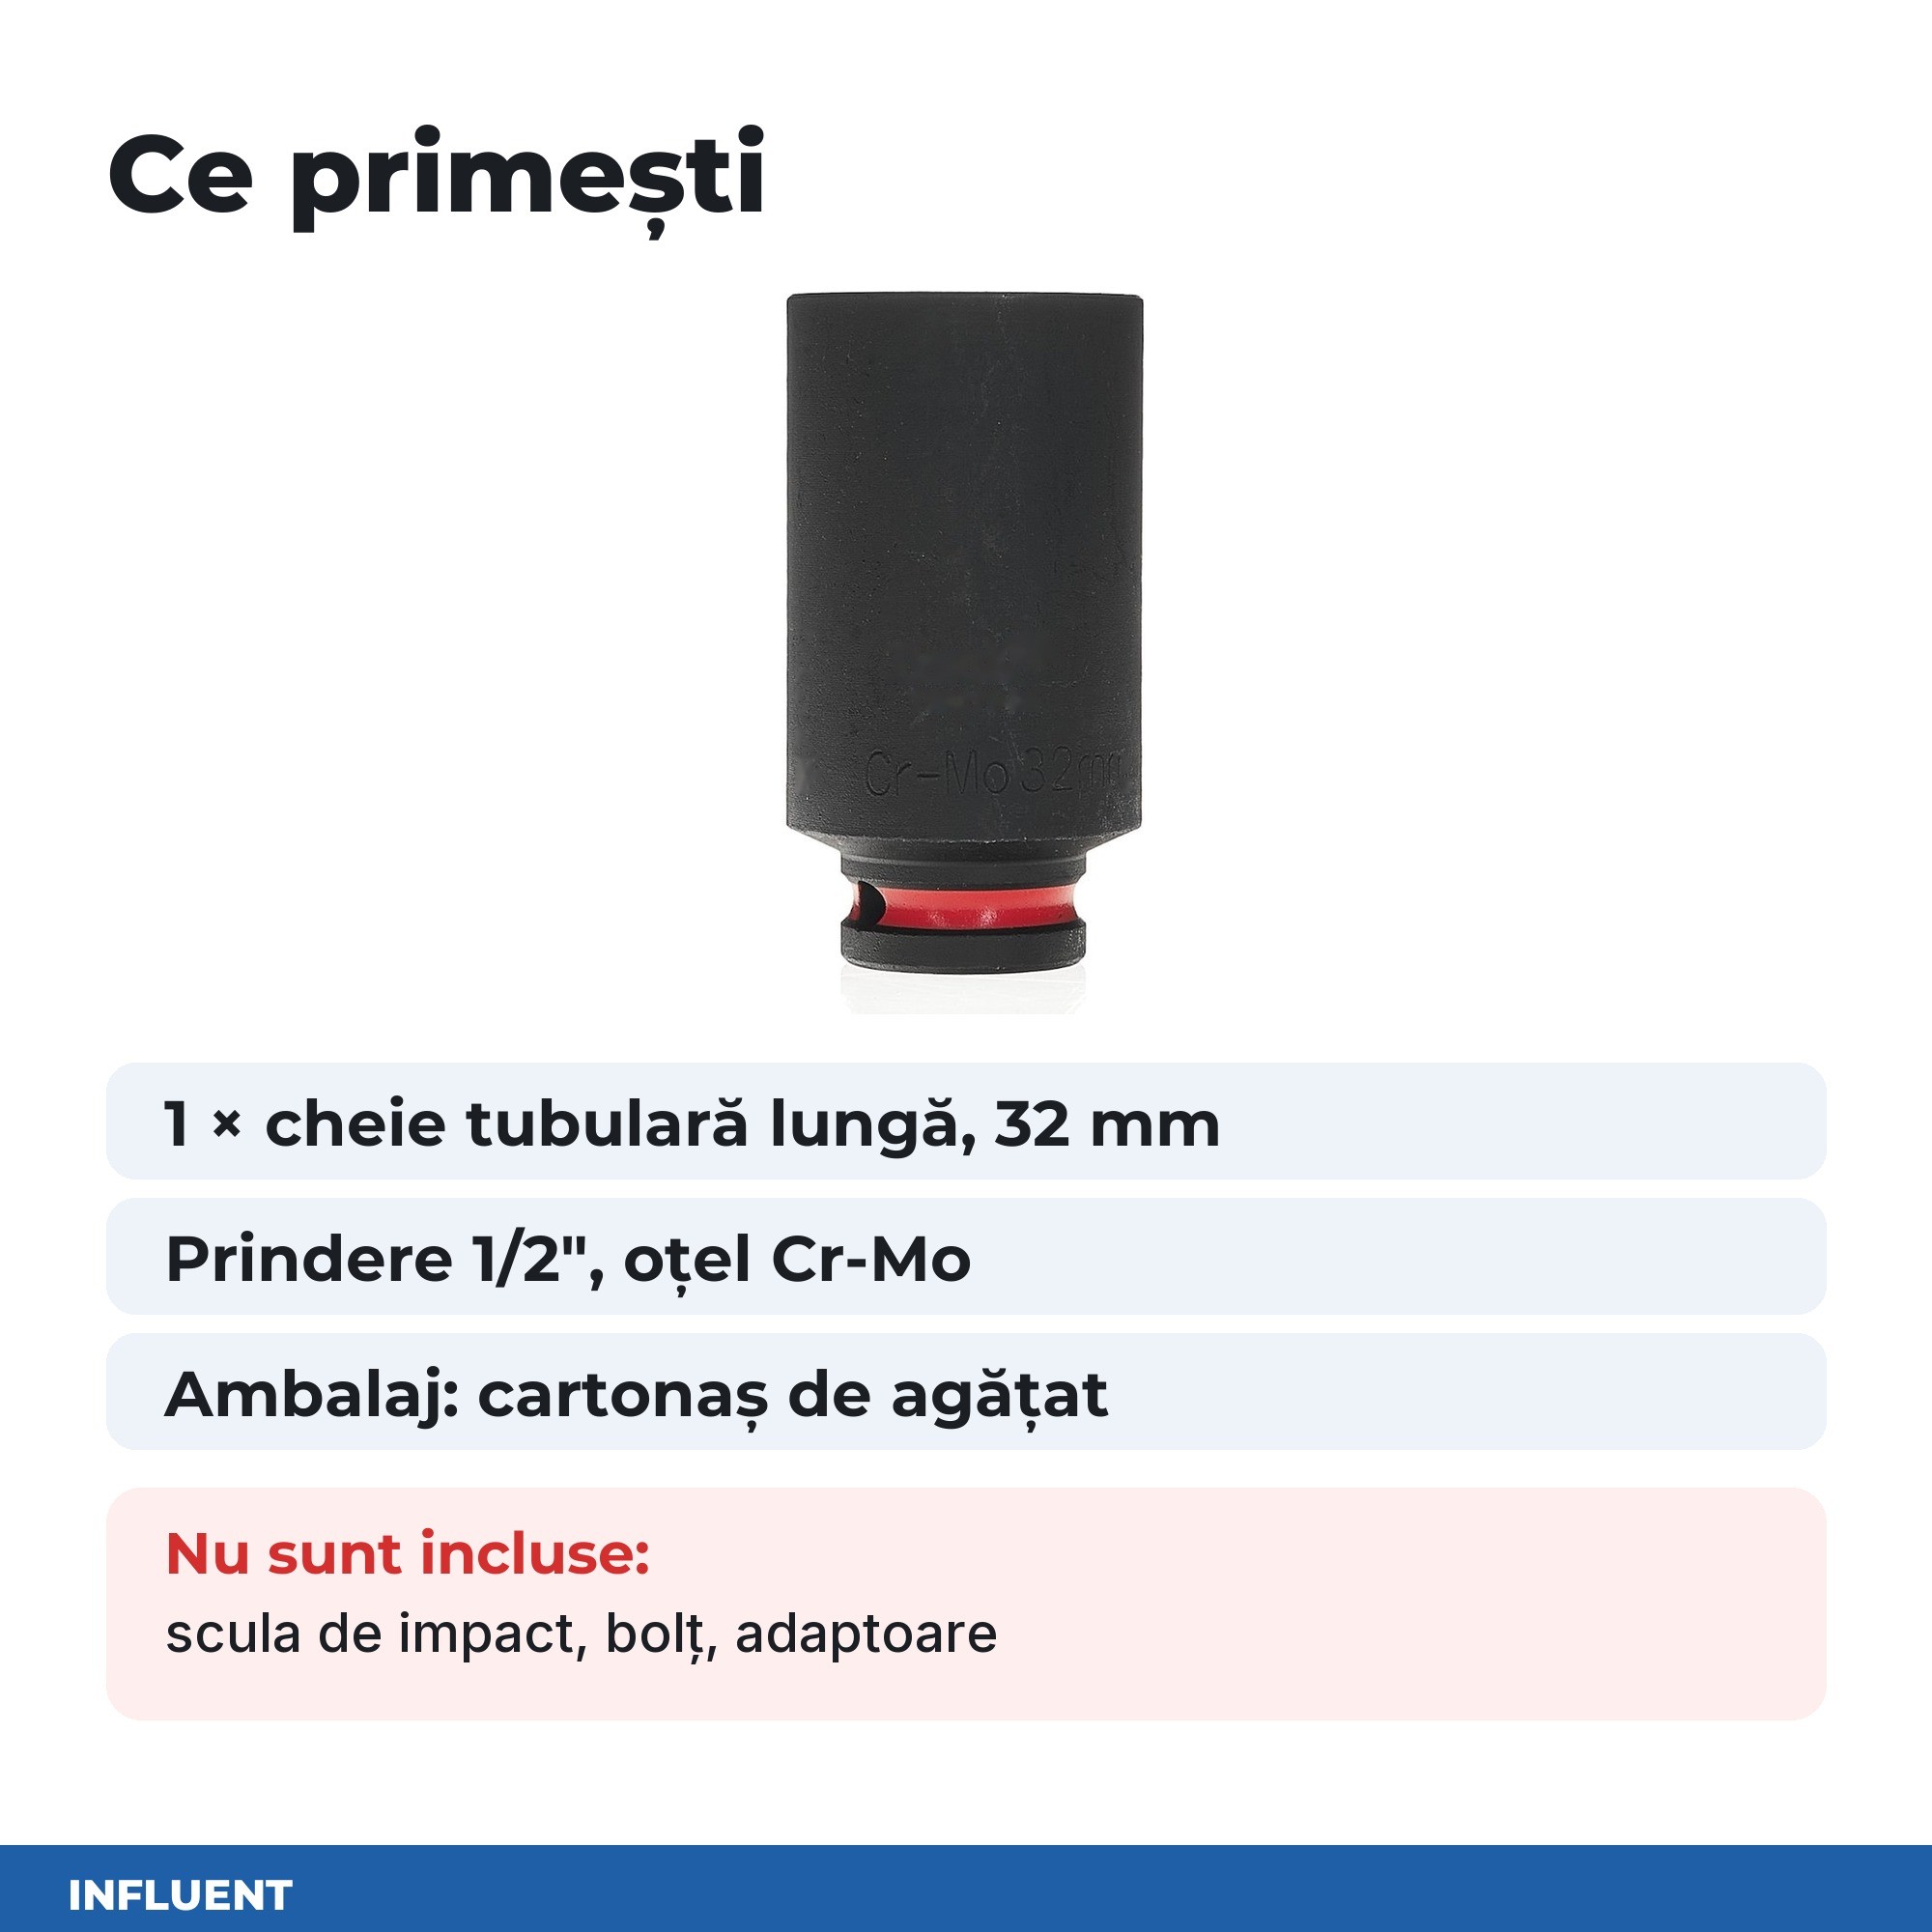 Ce primești
Cr-Mo 32mm
1 × cheie tubulară lungă, 32 mm
Prindere 1/2", oțel Cr-Mo
Ambalaj: cartonaș de agățat
Nu sunt incluse:
scula de impact, bolț, adaptoare
INFLUENT